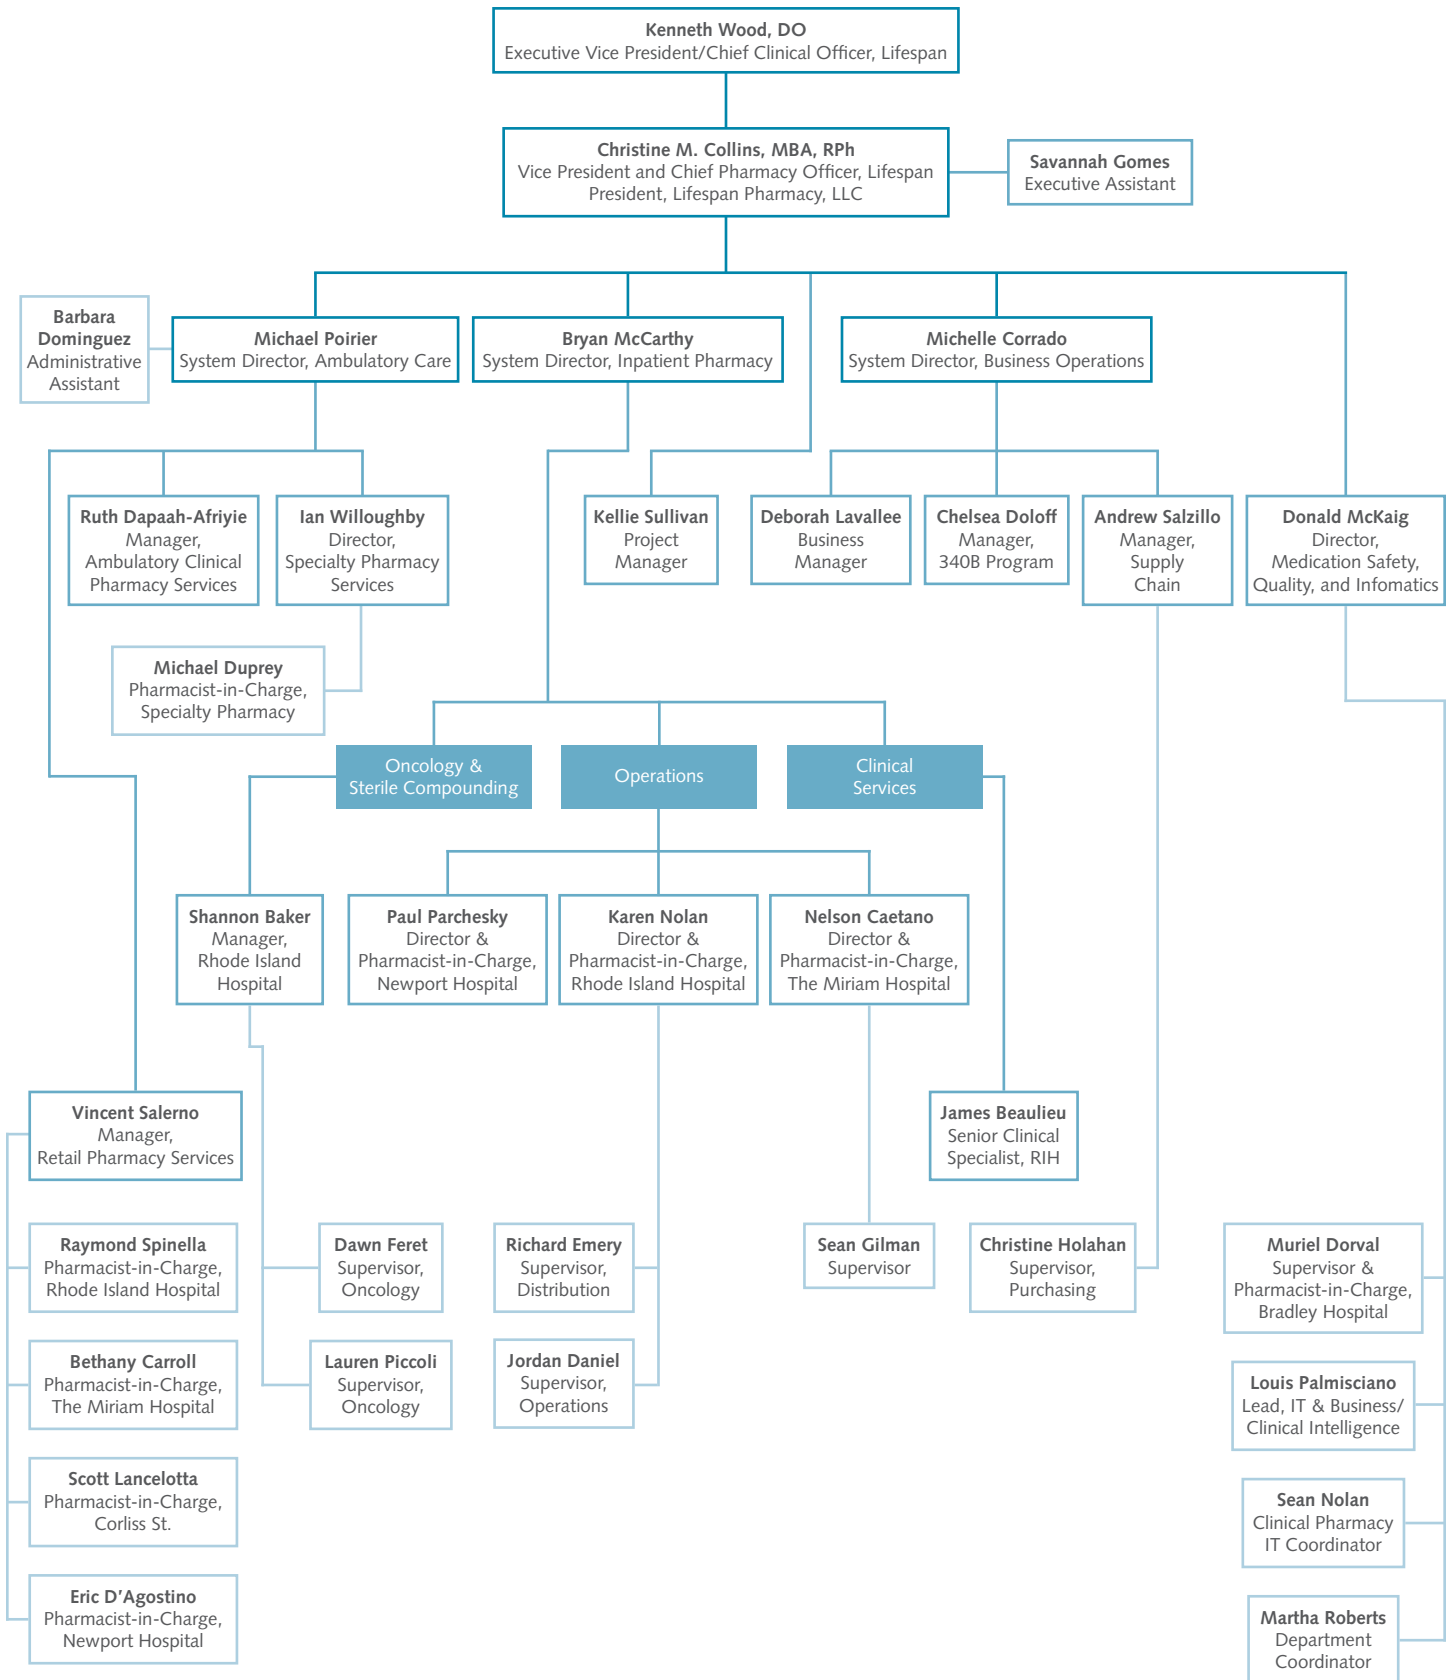 Kenneth Wood, DO
Executive Vice President/Chief Clinical Officer, Lifespan
Christine M. Collins, MBA, RPh
Vice President and Chief Pharmacy Officer, Lifespan
President, Lifespan Pharmacy, LLC
Savannah Gomes
Executive Assistant
Barbara
Dominguez
Administrative
Assistant
Michael Poirier
System Director, Ambulatory Care
Bryan McCarthy
System Director, Inpatient Pharmacy
Michelle Corrado
System Director, Business Operations
Ruth Dapaah-Afriyie
Manager,
Ambulatory Clinical
Pharmacy Services
Ian Willoughby
Director,
Specialty Pharmacy
Services
Kellie Sullivan
Project
Manager
Deborah Lavallee
Business
Manager
Chelsea Doloff
Manager,
340B Program
Andrew Salzillo
Manager,
Supply
Chain
Donald McKaig
Director,
Medication Safety,
Quality, and Infomatics
Michael Duprey
Pharmacist-in-Charge,
Specialty Pharmacy
Oncology &
Sterile Compounding
Operations
Clinical
Services
Shannon Baker
Manager,
Rhode Island
Hospital
Paul Parchesky
Director &
Pharmacist-in-Charge,
Newport Hospital
Karen Nolan
Director &
Pharmacist-in-Charge,
Rhode Island Hospital
Nelson Caetano
Director &
Pharmacist-in-Charge,
The Miriam Hospital
Vincent Salerno
Manager,
Retail Pharmacy Services
James Beaulieu
Senior Clinical
Specialist, RIH
Raymond Spinella
Pharmacist-in-Charge,
Rhode Island Hospital
Dawn Feret
Supervisor,
Oncology
Richard Emery
Supervisor,
Distribution
Sean Gilman
Supervisor
Christine Holahan
Supervisor,
Purchasing
Muriel Dorval
Supervisor &
Pharmacist-in-Charge,
Bradley Hospital
Bethany Carroll
Pharmacist-in-Charge,
The Miriam Hospital
Lauren Piccoli
Supervisor,
Oncology
Jordan Daniel
Supervisor,
Operations
Louis Palmisciano
Lead, IT & Business/
Clinical Intelligence
Scott Lancelotta
Pharmacist-in-Charge,
Corliss St.
Sean Nolan
Clinical Pharmacy
IT Coordinator
Eric D'Agostino
Pharmacist-in-Charge,
Newport Hospital
Martha Roberts
Department
Coordinator